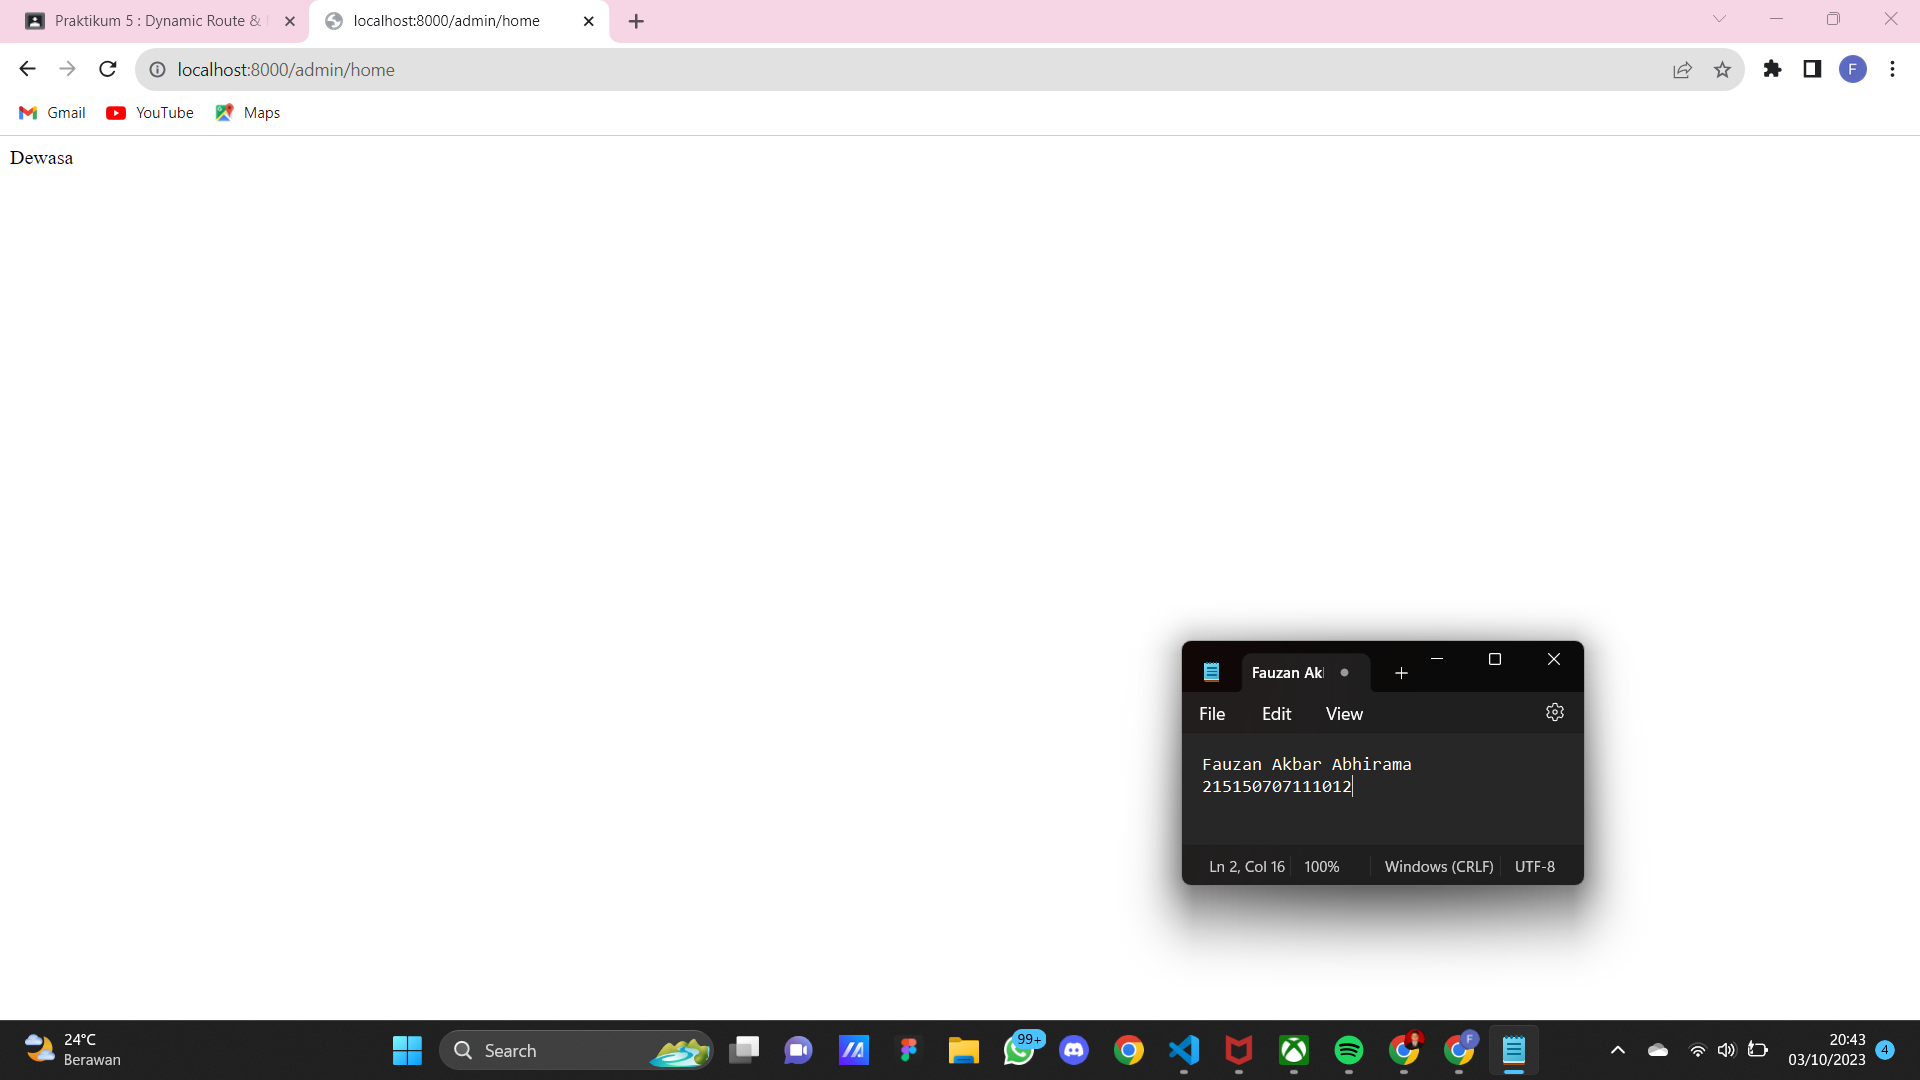 Praktikum 5 : Dynamic Route &
localhost:8000/admin/home
localhost:8000/admin/home
F
Gmail
YouTube
Maps
Dewasa
Fauzan Ak
File
Edit
View
Fauzan Akbar Abhirama
215150707111012
Ln 2, Col 16
100%
Windows (CRLF)
UTF-8
24°C
Berawan
Search
99+
F
20:43
03/10/2023
4